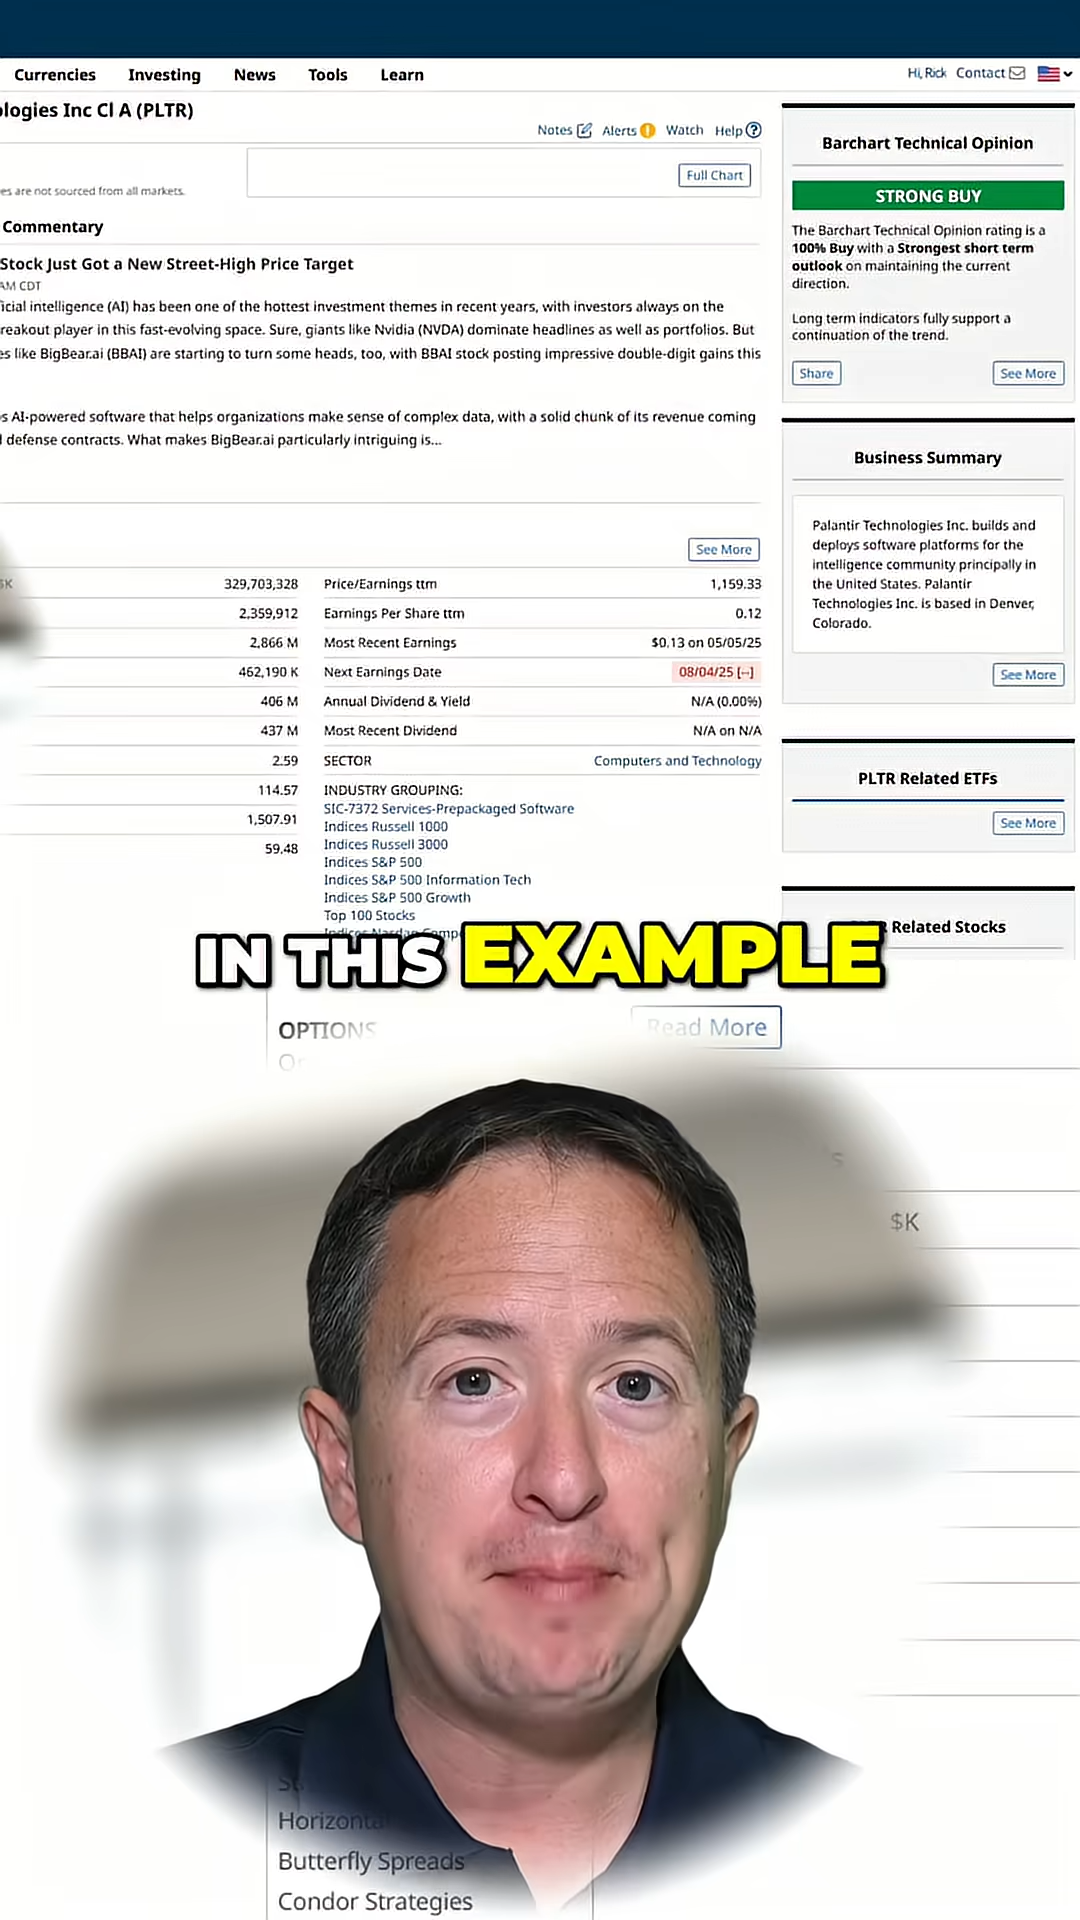 Currencies Investing News Tools Learn
Hi, Rick Contact
ologies Inc Cl A (PLTR)
Notes Alerts Watch Help
es are not sourced from all markets.
Full Chart
Commentary
Stock Just Got a New Street-High Price Target
AM CDT
ficial intelligence (AI) has been one of the hottest investment themes in recent years, with investors always on the
reakout player in this fast-evolving space. Sure, giants like Nvidia (NVDA) dominate headlines as well as portfolios. But
es like BigBear.ai (BBAI) are starting to turn some heads, too, with BBAI stock posting impressive double-digit gains this
s AI-powered software that helps organizations make sense of complex data, with a solid chunk of its revenue coming
d defense contracts. What makes BigBear.ai particularly intriguing is...
See More
$K 329,703,328
2,359,912
2,866 M
462,190 K
406 M
437 M
2.59
114.57
1,507.91
59.48
Price/Earnings ttm 1,159.33
Earnings Per Share ttm 0.12
Most Recent Earnings $0.13 on 05/05/25
Next Earnings Date 08/04/25 [--]
Annual Dividend & Yield N/A (0.00%)
Most Recent Dividend N/A on N/A
SECTOR Computers and Technology
INDUSTRY GROUPING:
SIC-7372 Services-Prepackaged Software
Indices Russell 1000
Indices Russell 3000
Indices S&P 500
Indices S&P 500 Information Tech
Indices S&P 500 Growth
Top 100 Stocks
Indices Nasdaq Comp
Barchart Technical Opinion
STRONG BUY
The Barchart Technical Opinion rating is a
100% Buy with a Strongest short term
outlook on maintaining the current
direction.
Long term indicators fully support a
continuation of the trend.
Share See More
Business Summary
Palantir Technologies Inc. builds and
deploys software platforms for the
intelligence community principally in
the United States. Palantir
Technologies Inc. is based in Denver,
Colorado.
See More
PLTR Related ETFs
See More
PLTR Related Stocks
IN THIS EXAMPLE
OPTIONS
Read More
$K
Horizontal
Butterfly Spreads
Condor Strategies